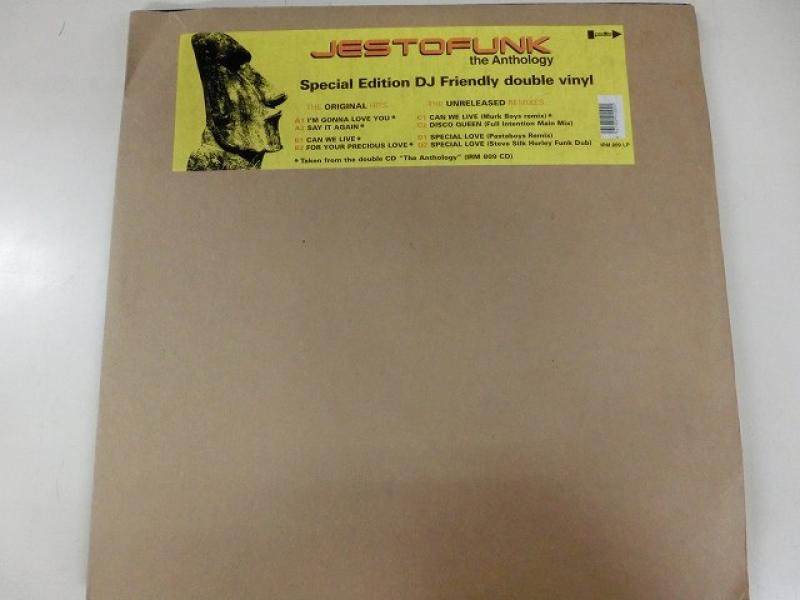 JESTOFUNK
the Anthology
Special Edition DJ Friendly double vinyl
THE ORIGINAL HITS
A1 I'M GONNA LOVE YOU *
A2 SAY IT AGAIN *
B1 CAN WE LIVE *
B2 FOR YOUR PRECIOUS LOVE *
THE UNRELEASED REMIXES
C1 CAN WE LIVE (Murk Boys remix) *
C2 DISCO QUEEN (Full Intention Main Mix)
D1 SPECIAL LOVE (Pastaboys Remix)
D2 SPECIAL LOVE (Steve Silk Hurley Funk Dub)
* Taken from the double CD "The Anthology" (IRM 809 CD)
IRM 809 LP